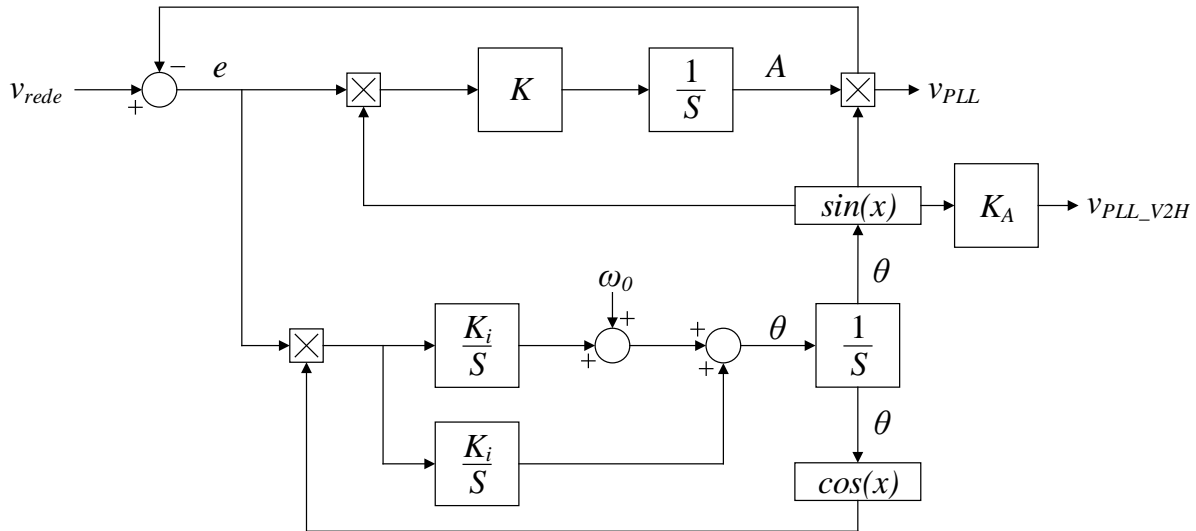 e
A
v_rede
−
+
×
K
1/S
×
v_PLL
sin(x)
K_A
v_PLL_V2H
θ
ω_0
+
+
+
+
×
K_i/S
θ
1/S
θ
K_i/S
cos(x)